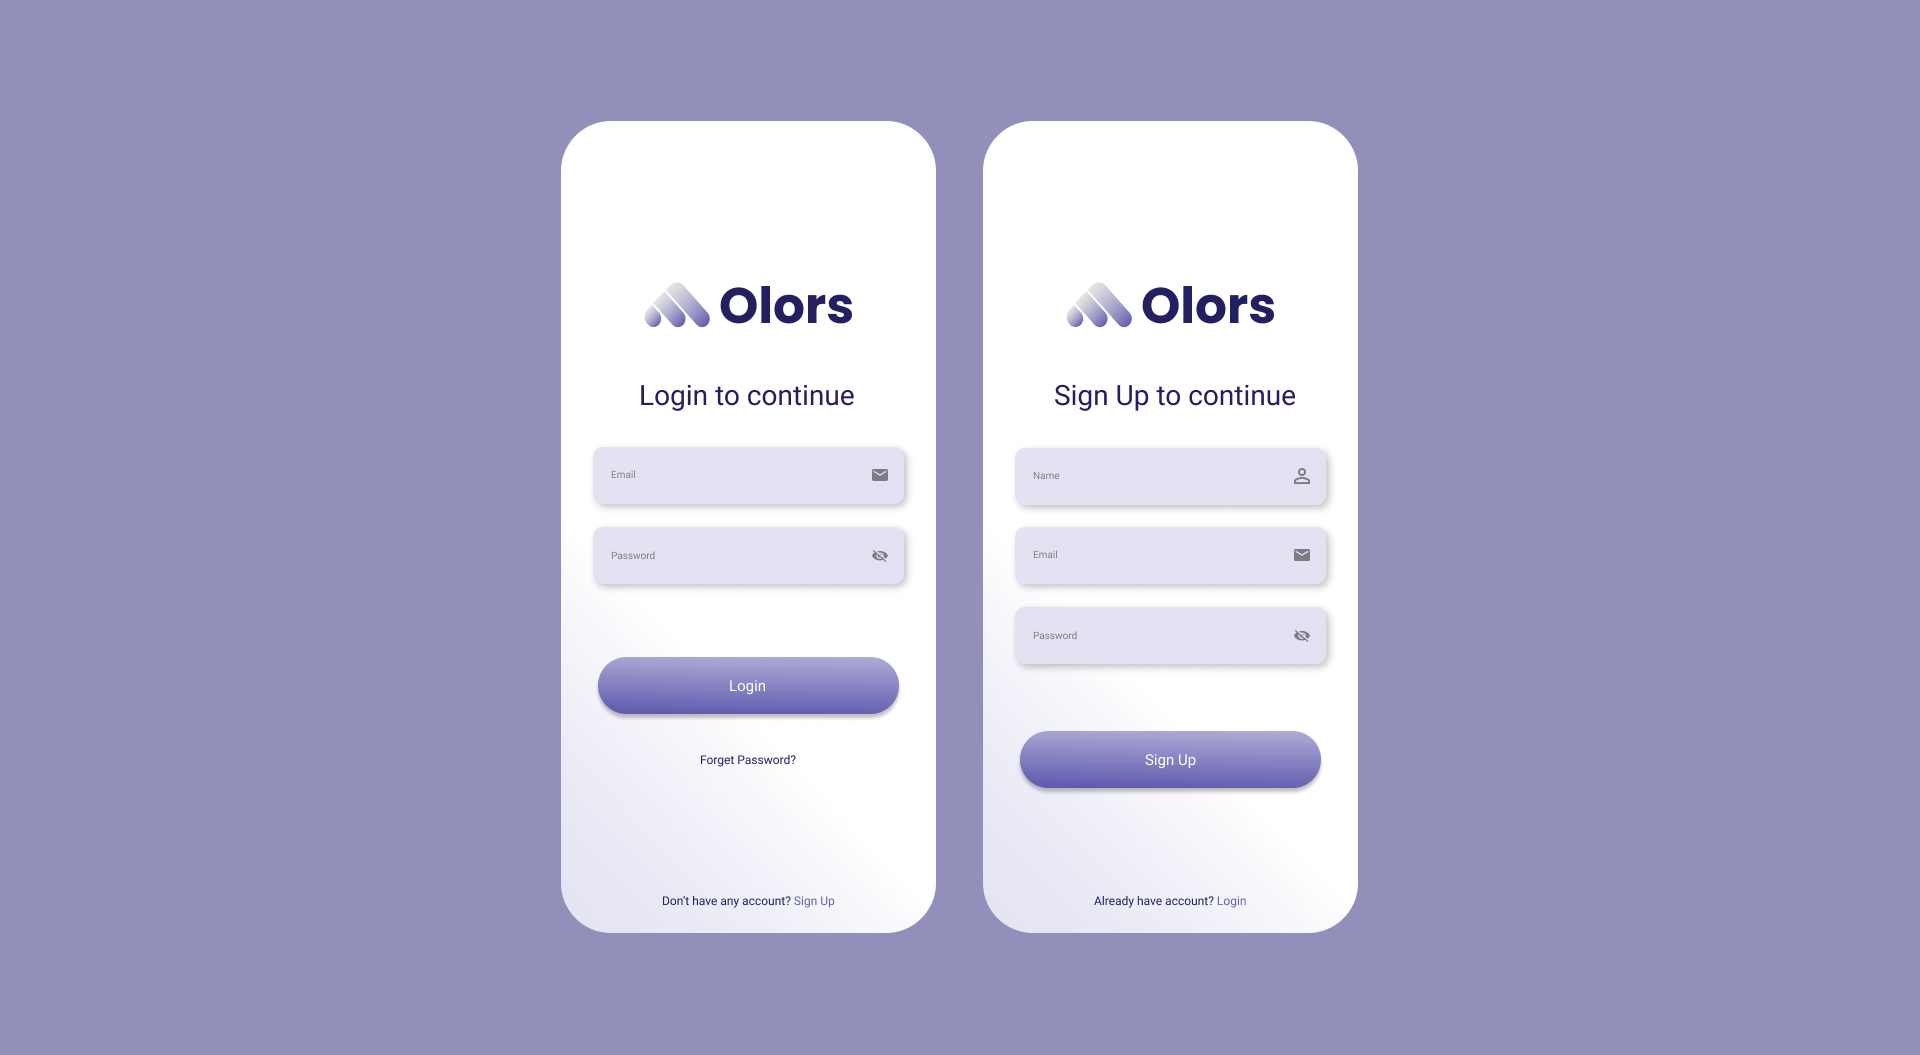 Olors
Login to continue
Email
Password
Login
Forget Password?
Don't have any account? Sign Up
Olors
Sign Up to continue
Name
Email
Password
Sign Up
Already have account? Login